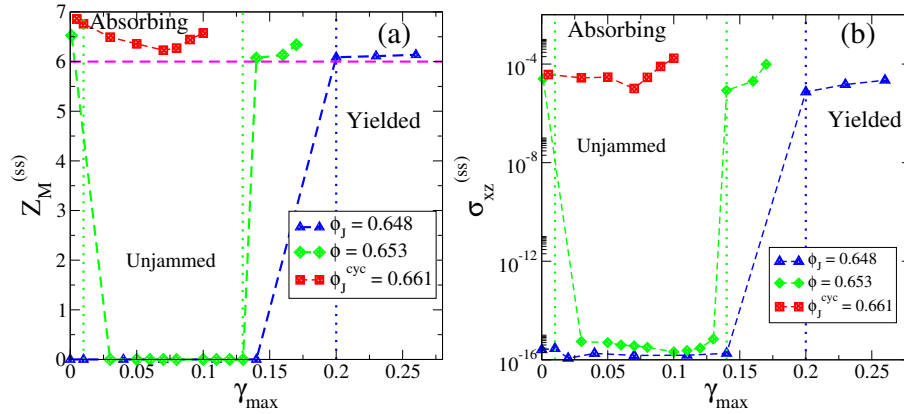 Absorbing
(a)
7
6
5
4
3
2
1
0
Z_M^(ss)
Yielded
Unjammed
ϕ_J = 0.648
ϕ = 0.653
ϕ_J^cyc = 0.661
0 0.05 0.1 0.15 0.2 0.25
γ_max
Absorbing
(b)
10^-4
10^-8
10^-12
10^-16
σ_xz^(ss)
Unjammed
Yielded
ϕ_J = 0.648
ϕ = 0.653
ϕ_J^cyc = 0.661
0 0.05 0.1 0.15 0.2 0.25
γ_max